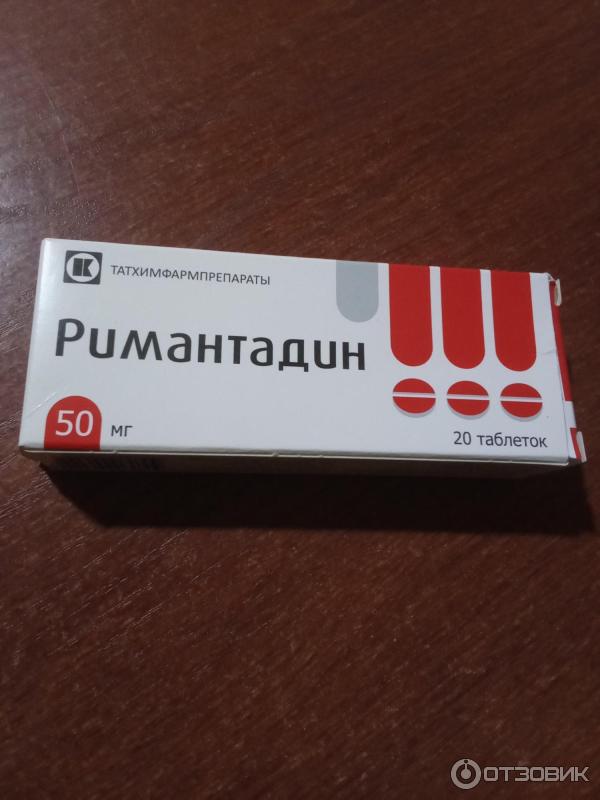 ТАТХИМФАРМПРЕПАРАТЫ
Римантадин
50 мг
20 таблеток
ОТЗОВИК